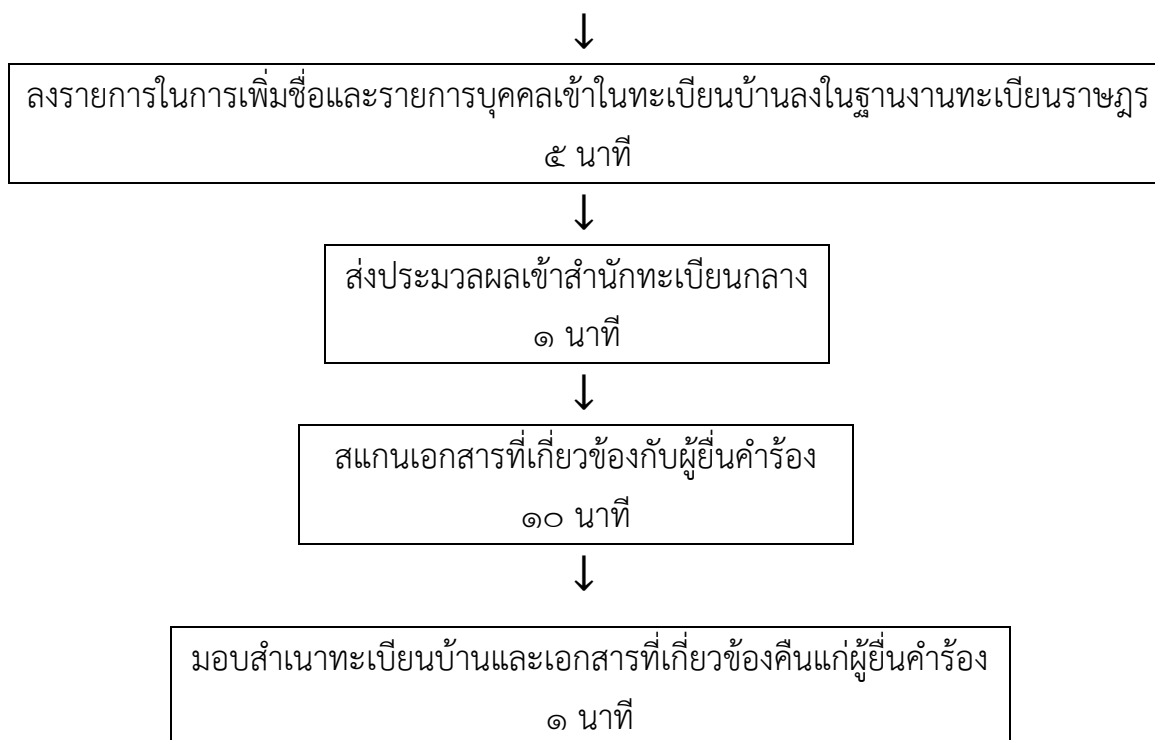 ↓
ลงรายการในการเพิ่มชื่อและรายการบุคคลเข้าในทะเบียนบ้านลงในฐานงานทะเบียนราษฎร
๕ นาที
↓
ส่งประมวลผลเข้าสำนักทะเบียนกลาง
๑ นาที
↓
สแกนเอกสารที่เกี่ยวข้องกับผู้ยื่นคำร้อง
๑๐ นาที
↓
มอบสำเนาทะเบียนบ้านและเอกสารที่เกี่ยวข้องคืนแก่ผู้ยื่นคำร้อง
๑ นาที